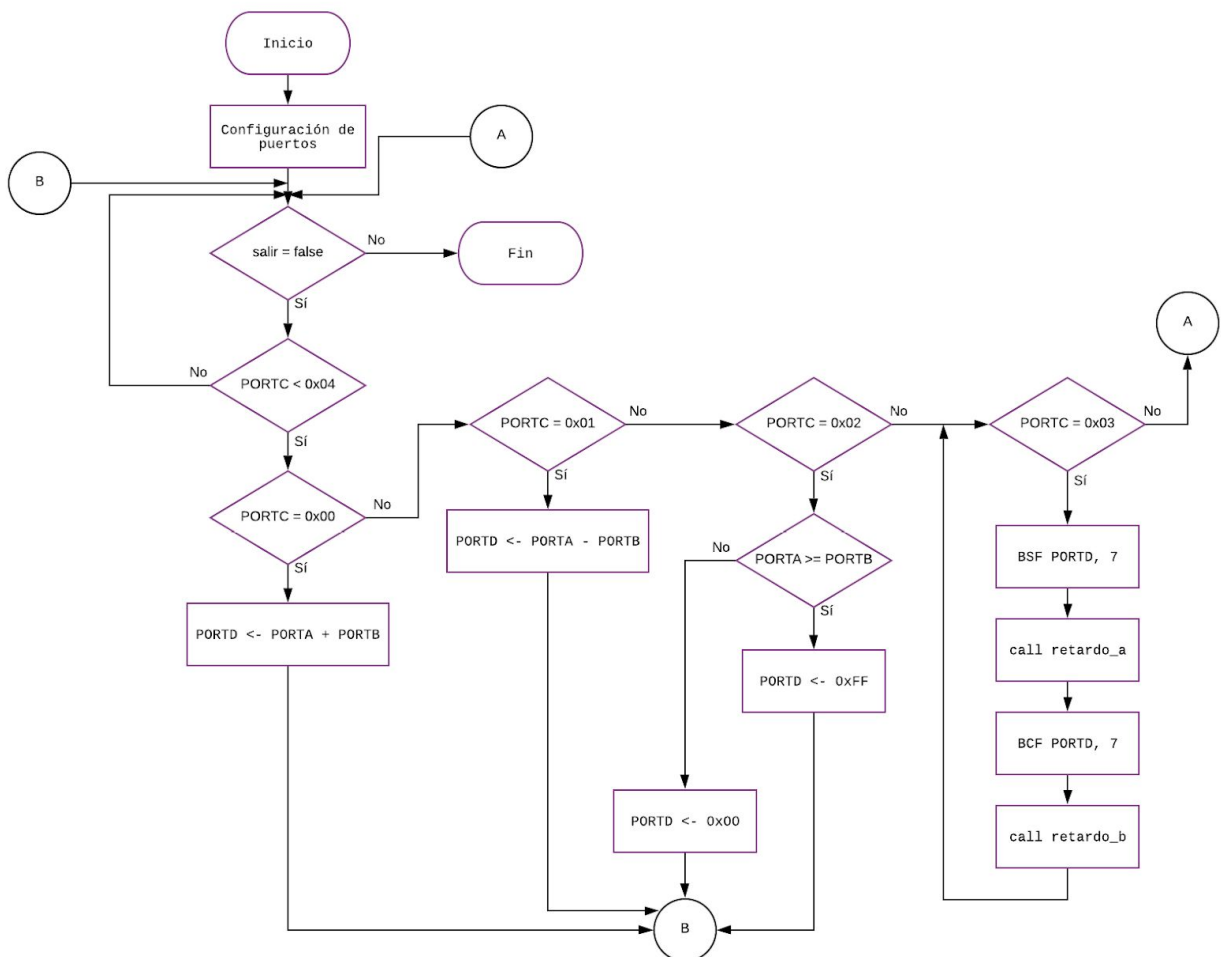 Inicio
Configuración de
puertos
A
B
salir = false
No
Fin
Sí
A
No
PORTC < 0x04
Sí
PORTC = 0x01
No
PORTC = 0x02
No
PORTC = 0x03
No
Sí
Sí
Sí
PORTC = 0x00
No
Sí
PORTD <- PORTA - PORTB
No
PORTA >= PORTB
Sí
BSF PORTD, 7
PORTD <- PORTA + PORTB
call retardo_a
PORTD <- 0xFF
BCF PORTD, 7
PORTD <- 0x00
call retardo_b
B